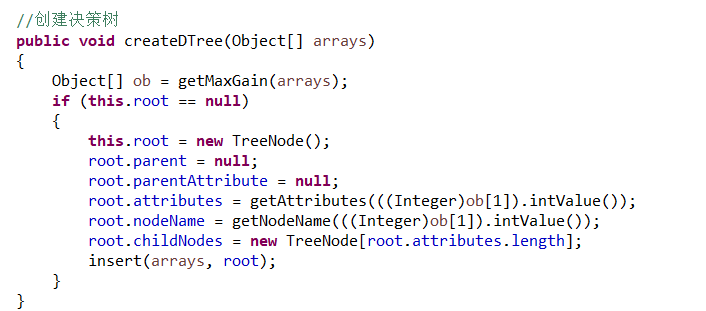 //创建决策树
public void createDTree(Object[] arrays)
{
    Object[] ob = getMaxGain(arrays);
    if (this.root == null)
    {
        this.root = new TreeNode();
        root.parent = null;
        root.parentAttribute = null;
        root.attributes = getAttributes(((Integer)ob[1]).intValue());
        root.nodeName = getNodeName(((Integer)ob[1]).intValue());
        root.childNodes = new TreeNode[root.attributes.length];
        insert(arrays, root);
    }
}